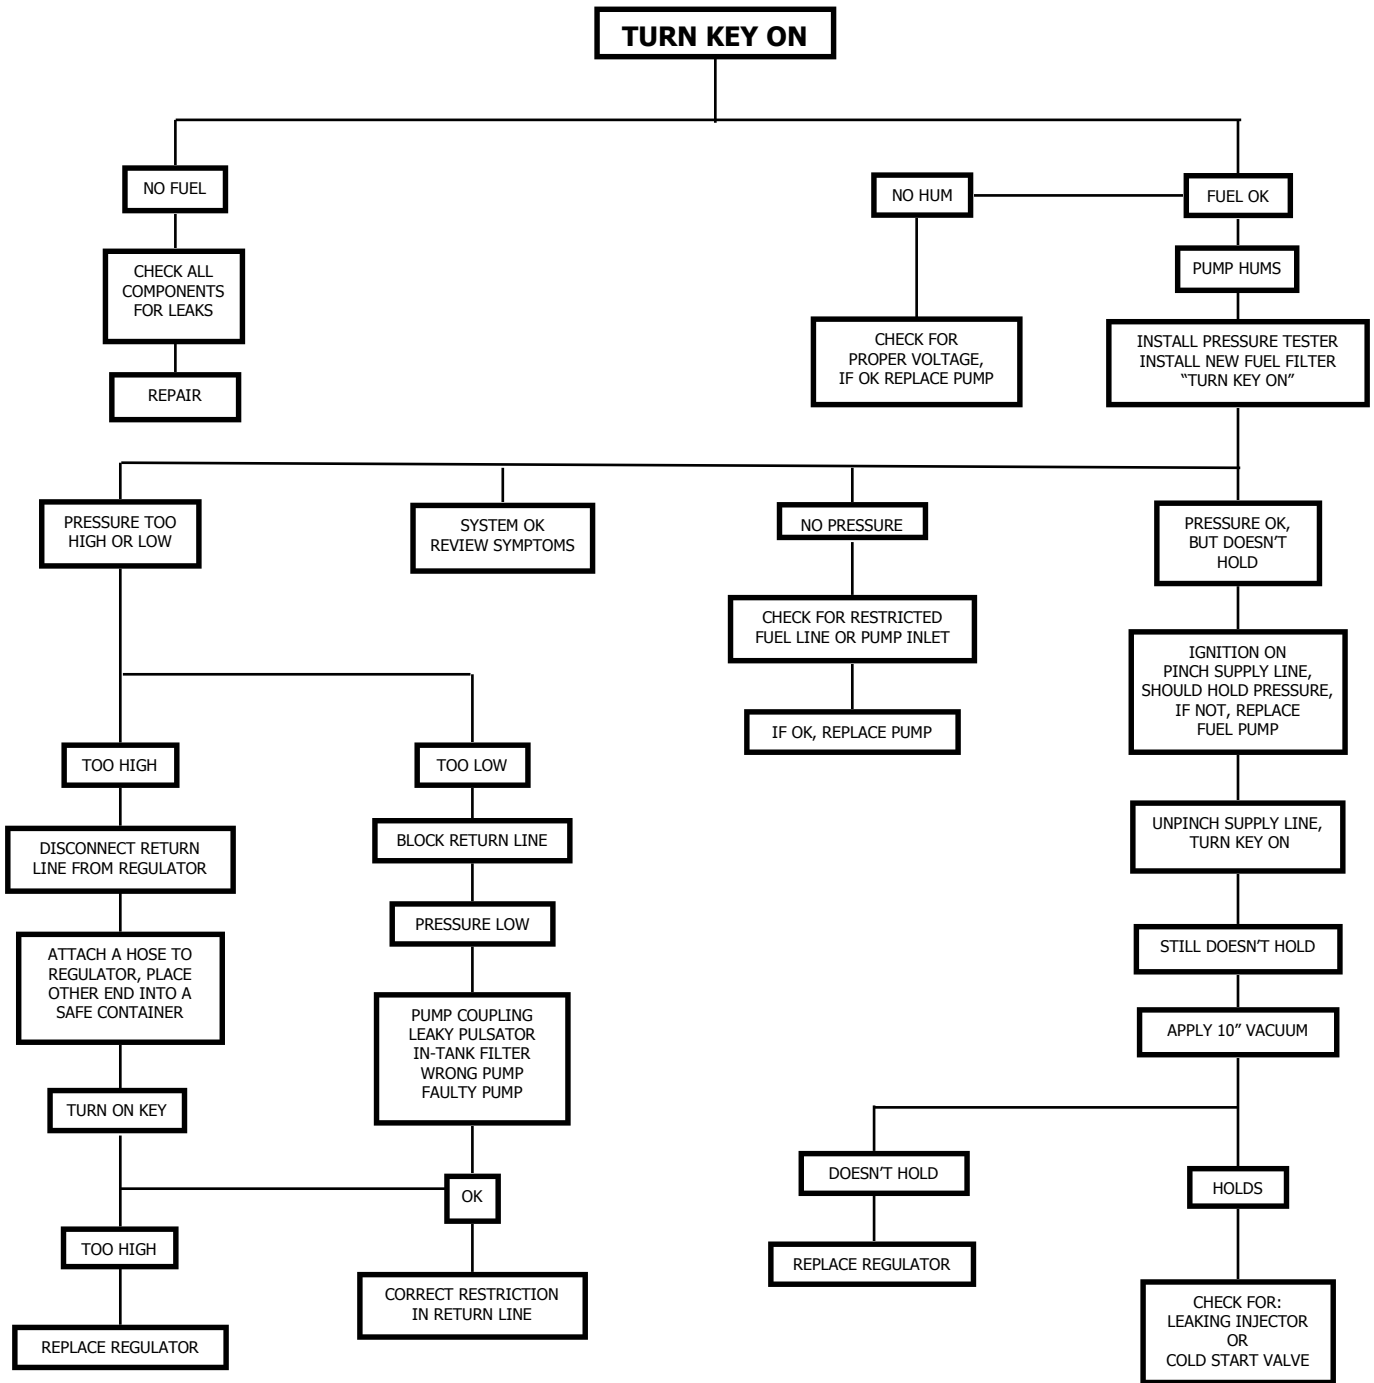 TURN KEY ON
NO FUEL
CHECK ALL
COMPONENTS
FOR LEAKS
REPAIR
NO HUM
FUEL OK
PUMP HUMS
CHECK FOR
PROPER VOLTAGE,
IF OK REPLACE PUMP
INSTALL PRESSURE TESTER
INSTALL NEW FUEL FILTER
“TURN KEY ON”
PRESSURE TOO
HIGH OR LOW
SYSTEM OK
REVIEW SYMPTOMS
NO PRESSURE
PRESSURE OK,
BUT DOESN’T
HOLD
CHECK FOR RESTRICTED
FUEL LINE OR PUMP INLET
IF OK, REPLACE PUMP
IGNITION ON
PINCH SUPPLY LINE,
SHOULD HOLD PRESSURE,
IF NOT, REPLACE
FUEL PUMP
TOO HIGH
TOO LOW
DISCONNECT RETURN
LINE FROM REGULATOR
BLOCK RETURN LINE
UNPINCH SUPPLY LINE,
TURN KEY ON
PRESSURE LOW
ATTACH A HOSE TO
REGULATOR, PLACE
OTHER END INTO A
SAFE CONTAINER
STILL DOESN’T HOLD
PUMP COUPLING
LEAKY PULSATOR
IN-TANK FILTER
WRONG PUMP
FAULTY PUMP
APPLY 10” VACUUM
TURN ON KEY
DOESN’T HOLD
HOLDS
OK
TOO HIGH
REPLACE REGULATOR
CORRECT RESTRICTION
IN RETURN LINE
REPLACE REGULATOR
CHECK FOR:
LEAKING INJECTOR
OR
COLD START VALVE